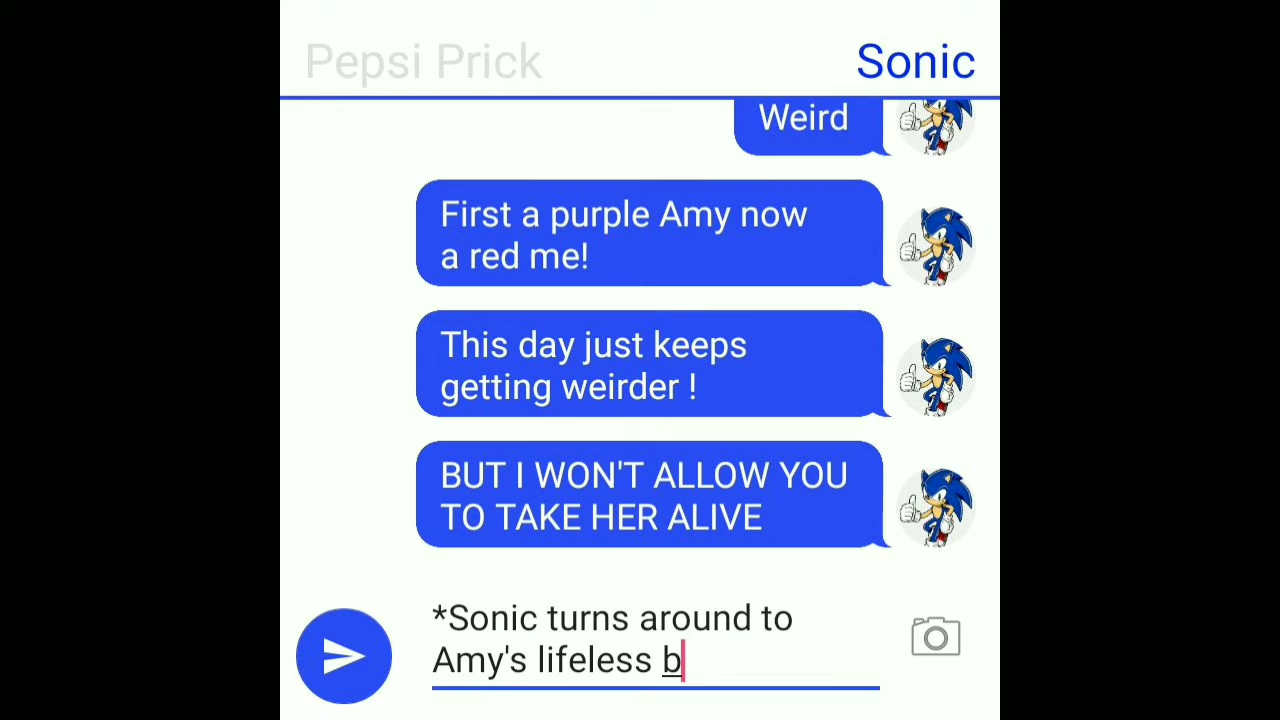 Pepsi Prick
Sonic
Weird
First a purple Amy now
a red me!
This day just keeps
getting weirder !
BUT I WON'T ALLOW YOU
TO TAKE HER ALIVE
*Sonic turns around to
Amy's lifeless b